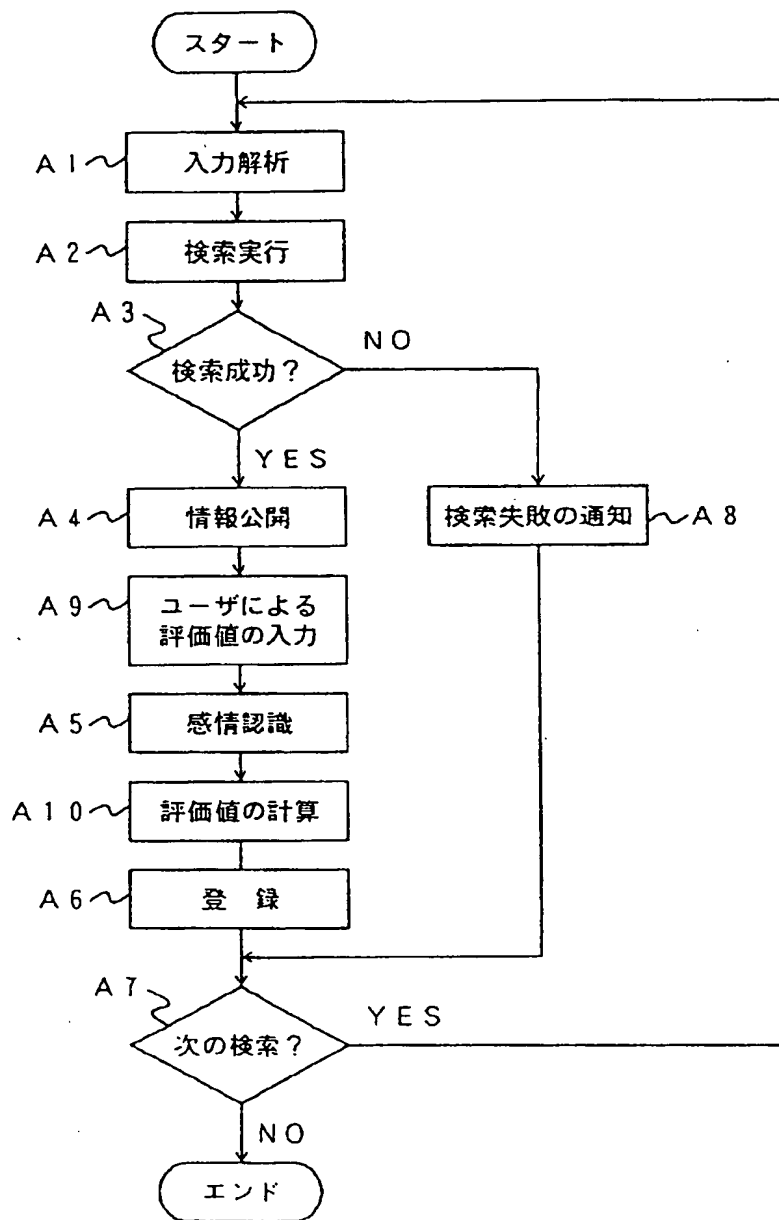 スタート
A1
入力解析
A2
検索実行
A3
検索成功?
NO
YES
A4
情報公開
検索失敗の通知
A8
A9
ユーザによる
評価値の入力
A5
感情認識
A10
評価値の計算
A6
登 録
A7
次の検索?
YES
NO
エンド